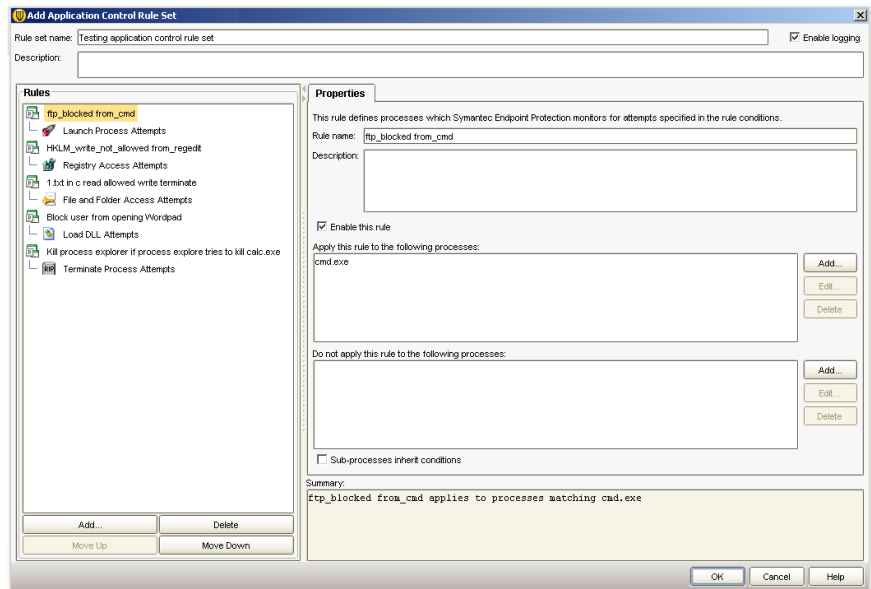 Add Application Control Rule Set
Rule set name: Testing application control rule set
Enable logging
Description:
Rules
ftp_blocked from_cmd
Launch Process Attempts
HKLM_write_not_allowed from_regedit
Registry Access Attempts
1.txt in c read allowed write terminate
File and Folder Access Attempts
Block user from opening Wordpad
Load DLL Attempts
Kill process explorer if process explore tries to kill calc.exe
RIP Terminate Process Attempts
Add...
Delete
Move Up
Move Down
Properties
This rule defines processes which Symantec Endpoint Protection monitors for attempts specified in the rule conditions.
Rule name: ftp_blocked from_cmd
Description:
Enable this rule
Apply this rule to the following processes:
cmd.exe
Add...
Edit...
Delete
Do not apply this rule to the following processes:
Add...
Edit...
Delete
Sub-processes inherit conditions
Summary:
ftp_blocked from_cmd applies to processes matching cmd.exe
OK
Cancel
Help